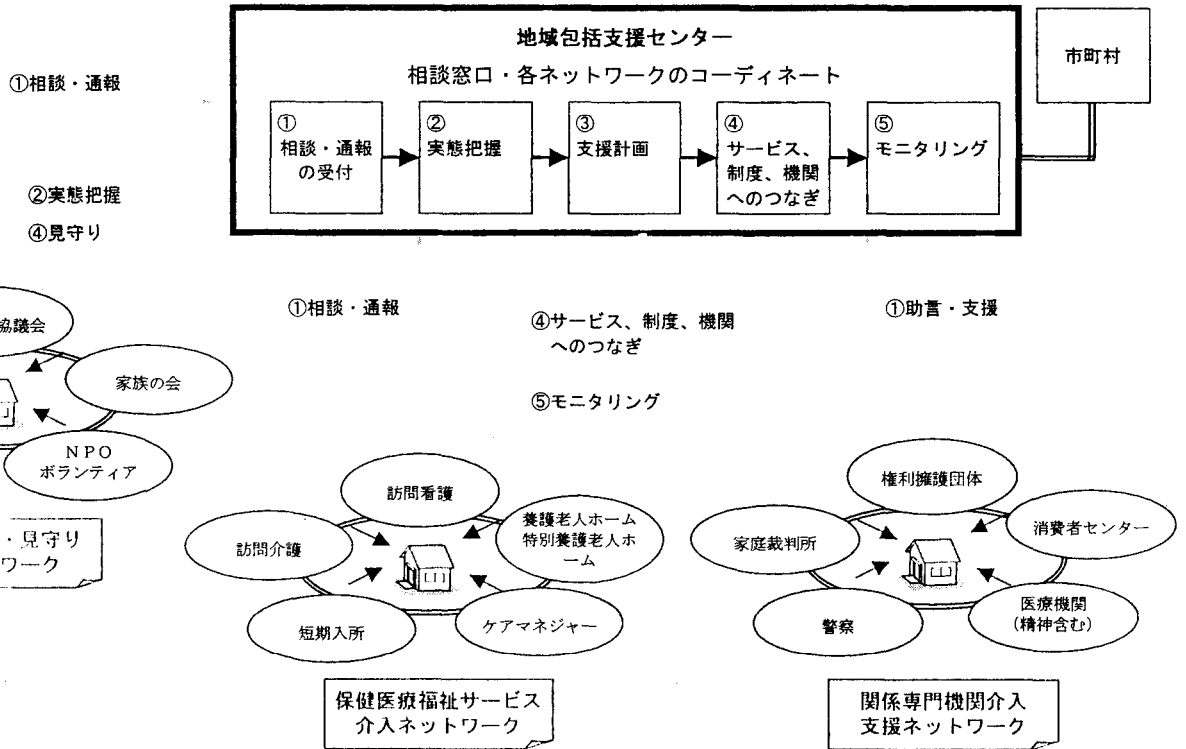 地域包括支援センター
相談窓口・各ネットワークのコーディネート
市町村
①
相談・通報
の受付
②
実態把握
③
支援計画
④
サービス、
制度、機関
へのつなぎ
⑤
モニタリング
①相談・通報
②実態把握
④見守り
①相談・通報
④サービス、制度、機関
へのつなぎ
⑤モニタリング
①助言・支援
協議会
家族の会
NPO
ボランティア
・見守り
ワーク
訪問看護
訪問介護
養護老人ホーム
特別養護老人ホ
ーム
短期入所
ケアマネジャー
保健医療福祉サービス
介入ネットワーク
権利擁護団体
家庭裁判所
消費者センター
警察
医療機関
(精神含む)
関係専門機関介入
支援ネットワーク